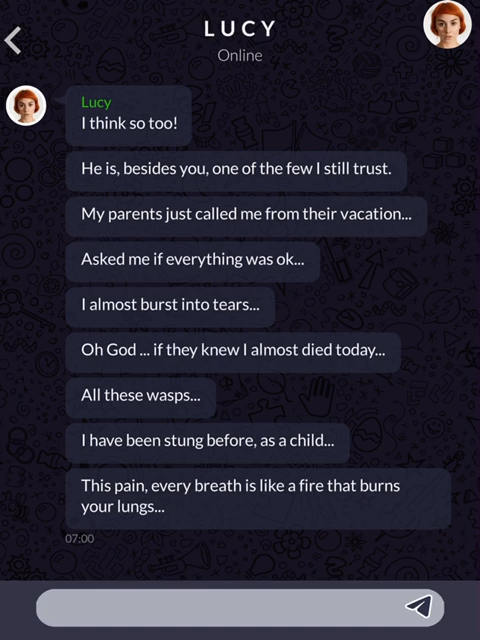 LUCY
Online
Lucy
I think so too!
He is, besides you, one of the few I still trust.
My parents just called me from their vacation...
Asked me if everything was ok...
I almost burst into tears...
Oh God ... if they knew I almost died today...
All these wasps...
I have been stung before, as a child...
This pain, every breath is like a fire that burns
your lungs...
07:00